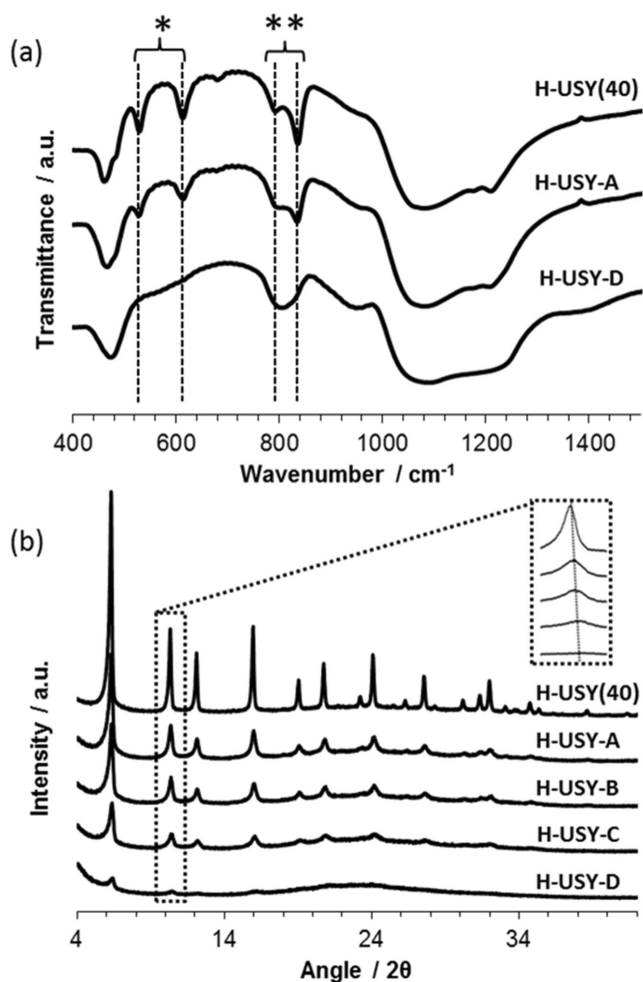 (a)
*
**
H-USY(40)
H-USY-A
H-USY-D
Transmittance / a.u.
400 600 800 1000 1200 1400
Wavenumber / cm⁻¹
(b)
H-USY(40)
H-USY-A
H-USY-B
H-USY-C
H-USY-D
Intensity / a.u.
4 14 24 34
Angle / 2θ